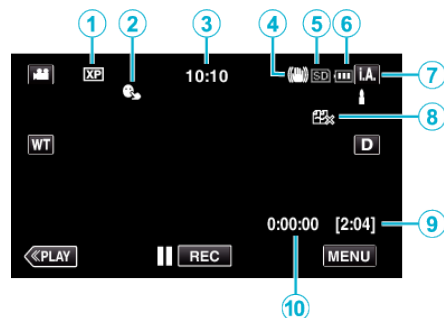 1 2 3 4 5 6
XP 10:10 SD i.A. 7
8
WT D
0:00:00 [2:04] 9
PLAY REC MENU
10